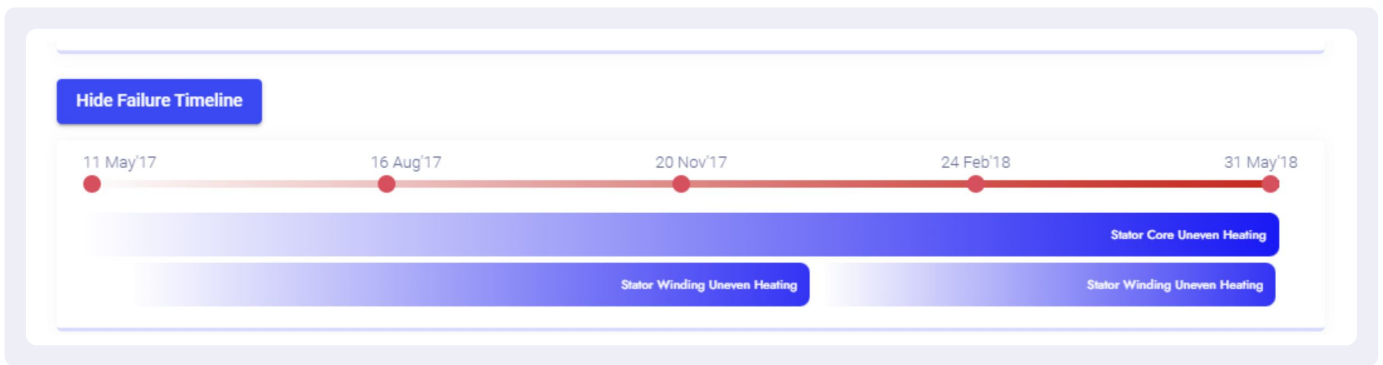 Hide Failure Timeline
11 May'17 16 Aug'17 20 Nov'17 24 Feb'18 31 May'18
Stator Core Uneven Heating
Stator Winding Uneven Heating Stator Winding Uneven Heating